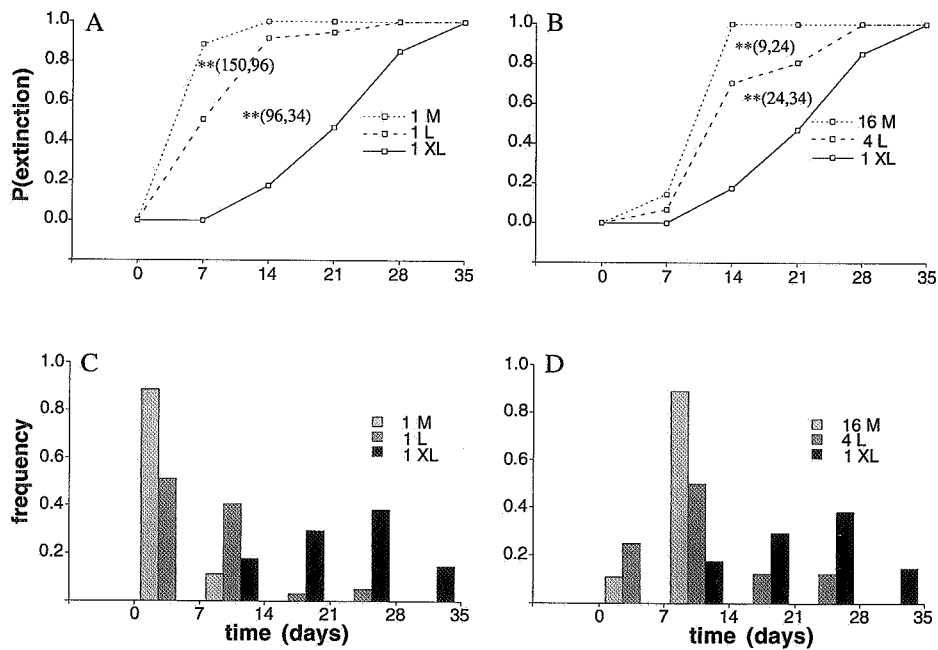 A
P(extinction)
1.0
0.8
0.6
0.4
0.2
0.0
**(150,96)
**(96,34)
1 M
1 L
1 XL
0 7 14 21 28 35
B
1.0
0.8
0.6
0.4
0.2
0.0
**(9,24)
**(24,34)
16 M
4 L
1 XL
0 7 14 21 28 35
C
frequency
1.0
0.8
0.6
0.4
0.2
1 M
1 L
1 XL
0 7 14 21 28 35
time (days)
D
1.0
0.8
0.6
0.4
0.2
16 M
4 L
1 XL
0 7 14 21 28 35
time (days)